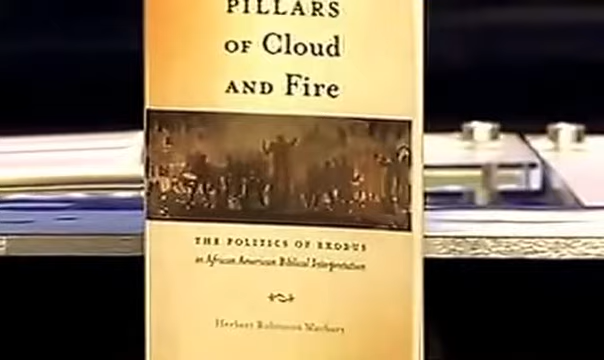 PILLARS
OF Cloud
AND Fire
THE POLITICS OF EXODUS
in African American Biblical Interpretation
Herbert Robinson Marbury